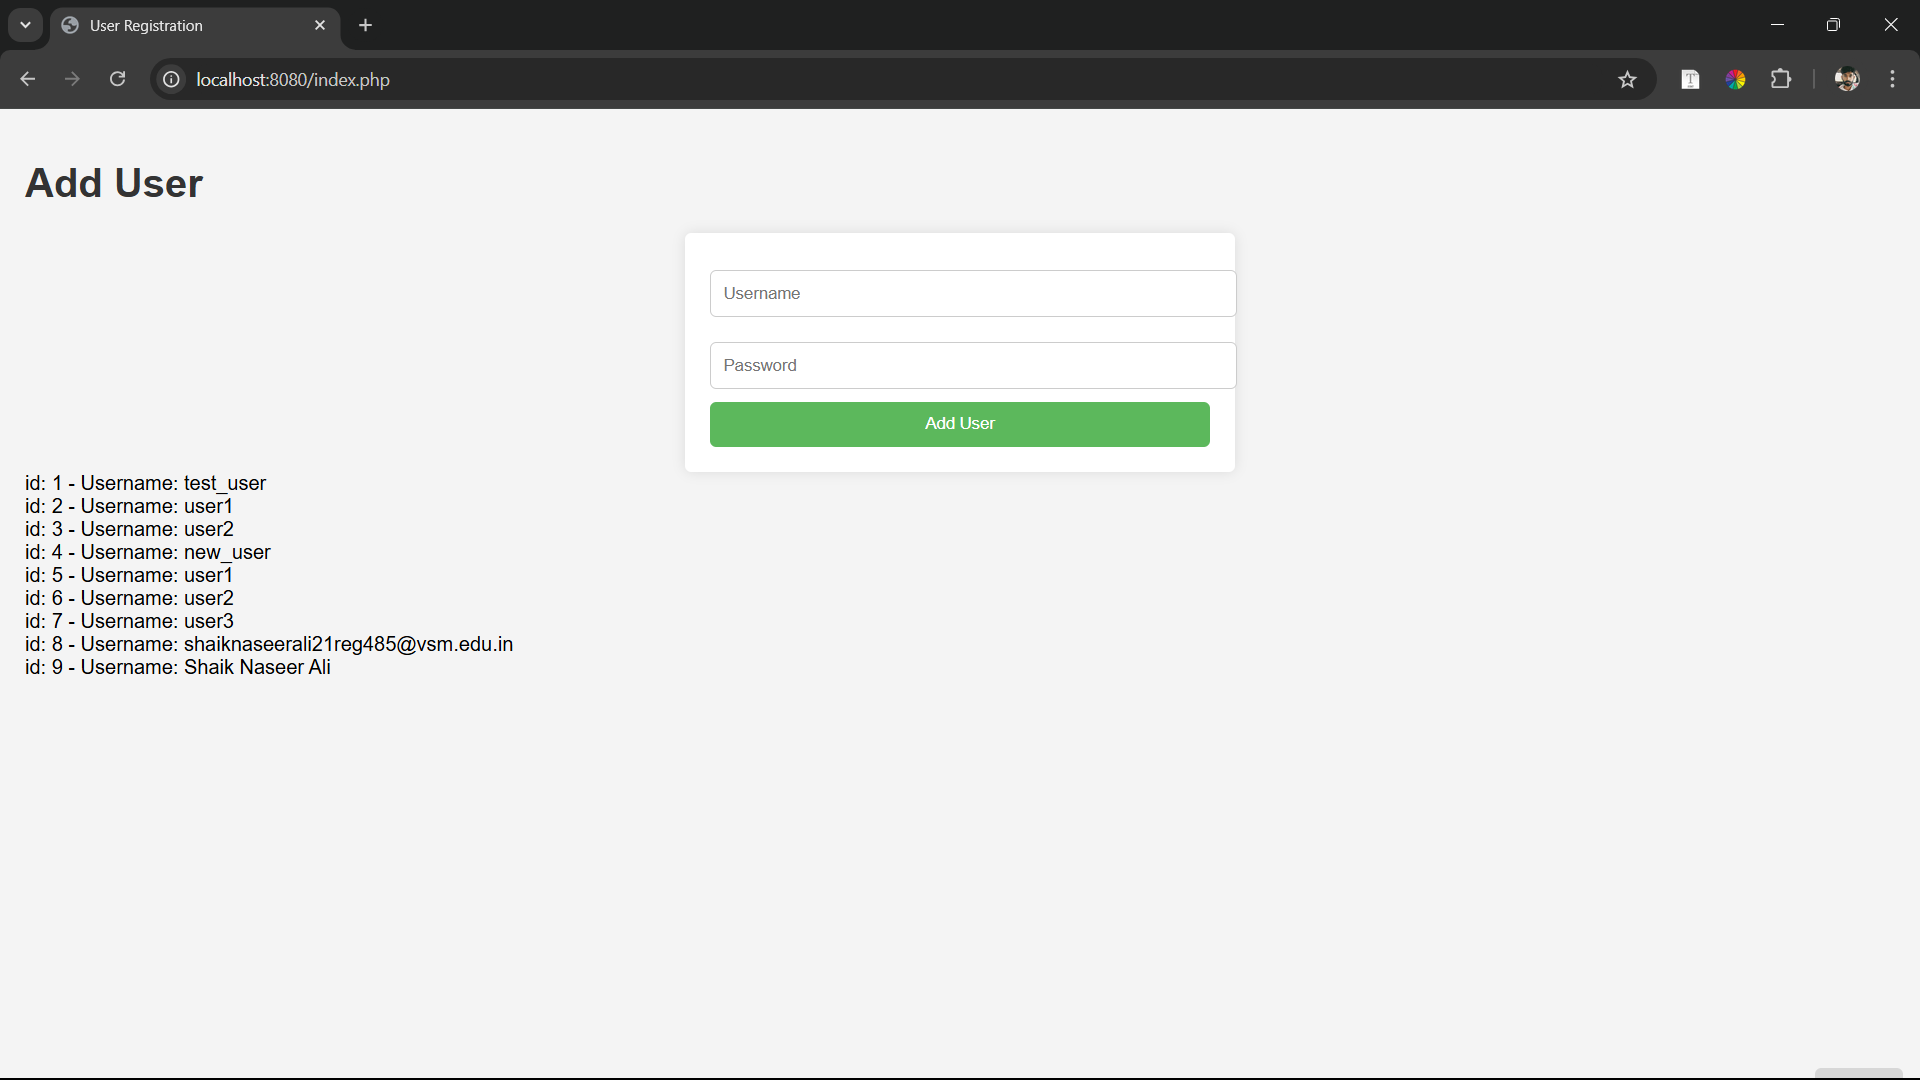 User Registration
localhost:8080/index.php
Add User
Username
Password
Add User
id: 1 - Username: test_user
id: 2 - Username: user1
id: 3 - Username: user2
id: 4 - Username: new_user
id: 5 - Username: user1
id: 6 - Username: user2
id: 7 - Username: user3
id: 8 - Username: shaiknaseerali21reg485@vsm.edu.in
id: 9 - Username: Shaik Naseer Ali